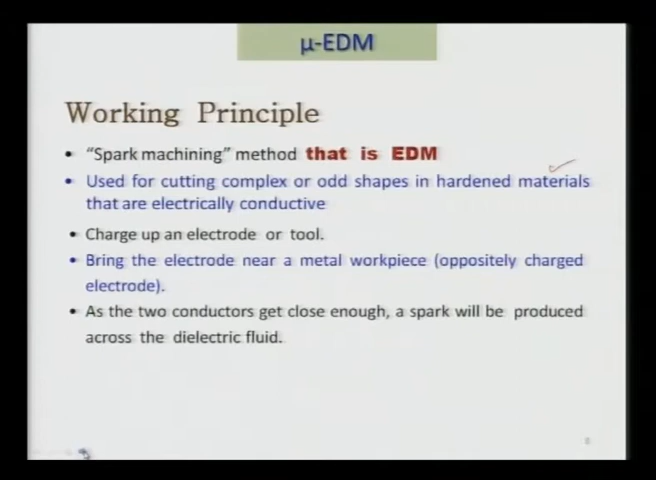 μ-EDM
Working Principle
• “Spark machining” method that is EDM
• Used for cutting complex or odd shapes in hardened materials
that are electrically conductive
• Charge up an electrode or tool.
• Bring the electrode near a metal workpiece (oppositely charged
electrode).
• As the two conductors get close enough, a spark will be produced
across the dielectric fluid.